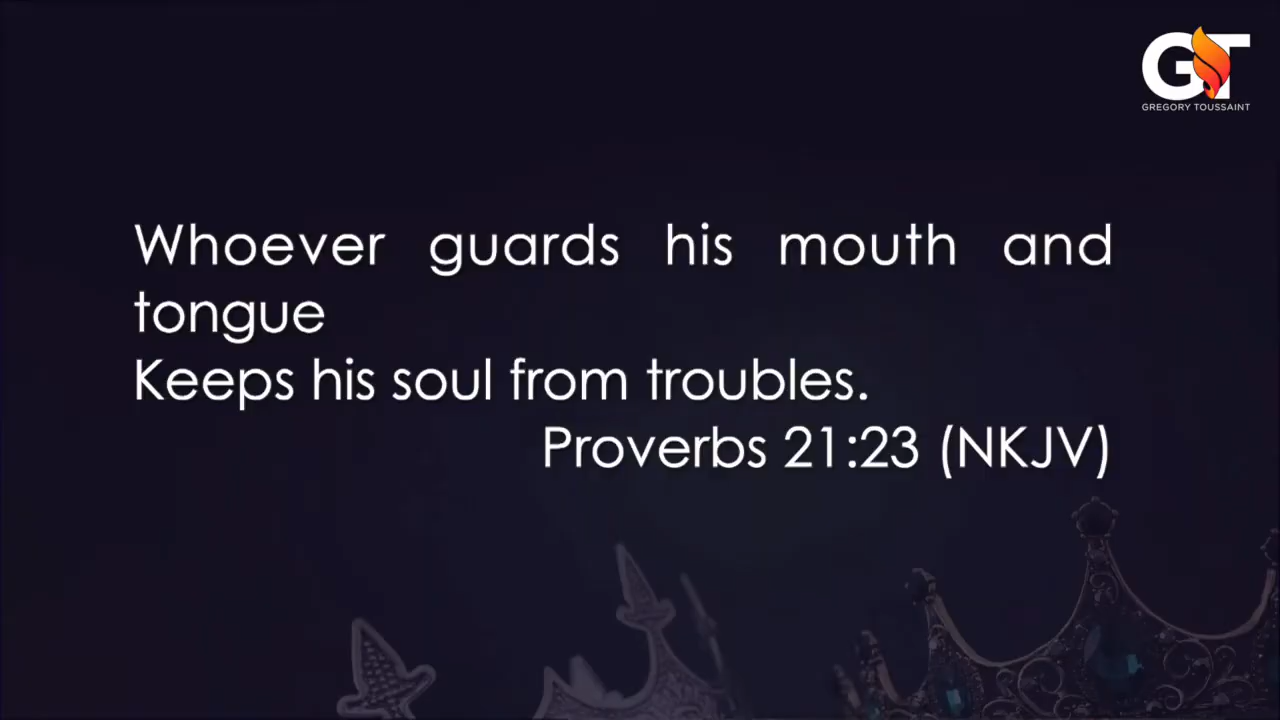 GT
GREGORY TOUSSAINT
Whoever guards his mouth and
tongue
Keeps his soul from troubles.
Proverbs 21:23 (NKJV)